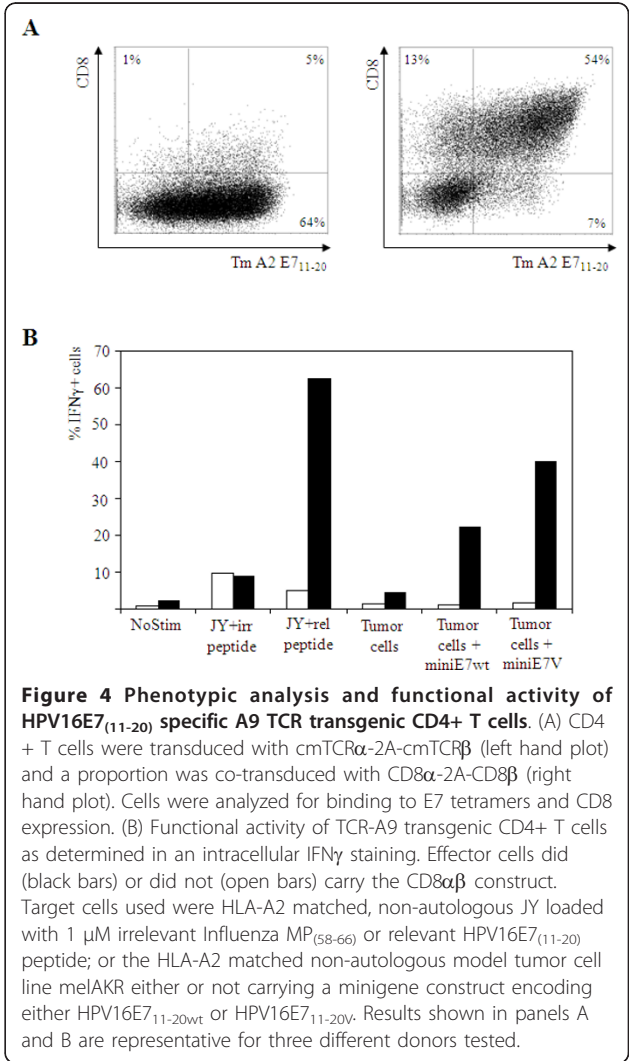 A
CD8
1%
5%
64%
Tm A2 E7₁₁₋₂₀
CD8
13%
54%
7%
Tm A2 E7₁₁₋₂₀
B
% IFNγ+ cells
70
60
50
40
30
20
10
NoStim
JY+irr
peptide
JY+rel
peptide
Tumor
cells
Tumor
cells +
miniE7wt
Tumor
cells +
miniE7V
Figure 4 Phenotypic analysis and functional activity of
HPV16E7₍₁₁₋₂₀₎ specific A9 TCR transgenic CD4+ T cells. (A) CD4
+ T cells were transduced with cmTCRα-2A-cmTCRβ (left hand plot)
and a proportion was co-transduced with CD8α-2A-CD8β (right
hand plot). Cells were analyzed for binding to E7 tetramers and CD8
expression. (B) Functional activity of TCR-A9 transgenic CD4+ T cells
as determined in an intracellular IFNγ staining. Effector cells did
(black bars) or did not (open bars) carry the CD8αβ construct.
Target cells used were HLA-A2 matched, non-autologous JY loaded
with 1 μM irrelevant Influenza MP₍₅₈₋₆₆₎ or relevant HPV16E7₍₁₁₋₂₀₎
peptide; or the HLA-A2 matched non-autologous model tumor cell
line melAKR either or not carrying a minigene construct encoding
either HPV16E7₁₁₋₂₀wt or HPV16E7₁₁₋₂₀V. Results shown in panels A
and B are representative for three different donors tested.